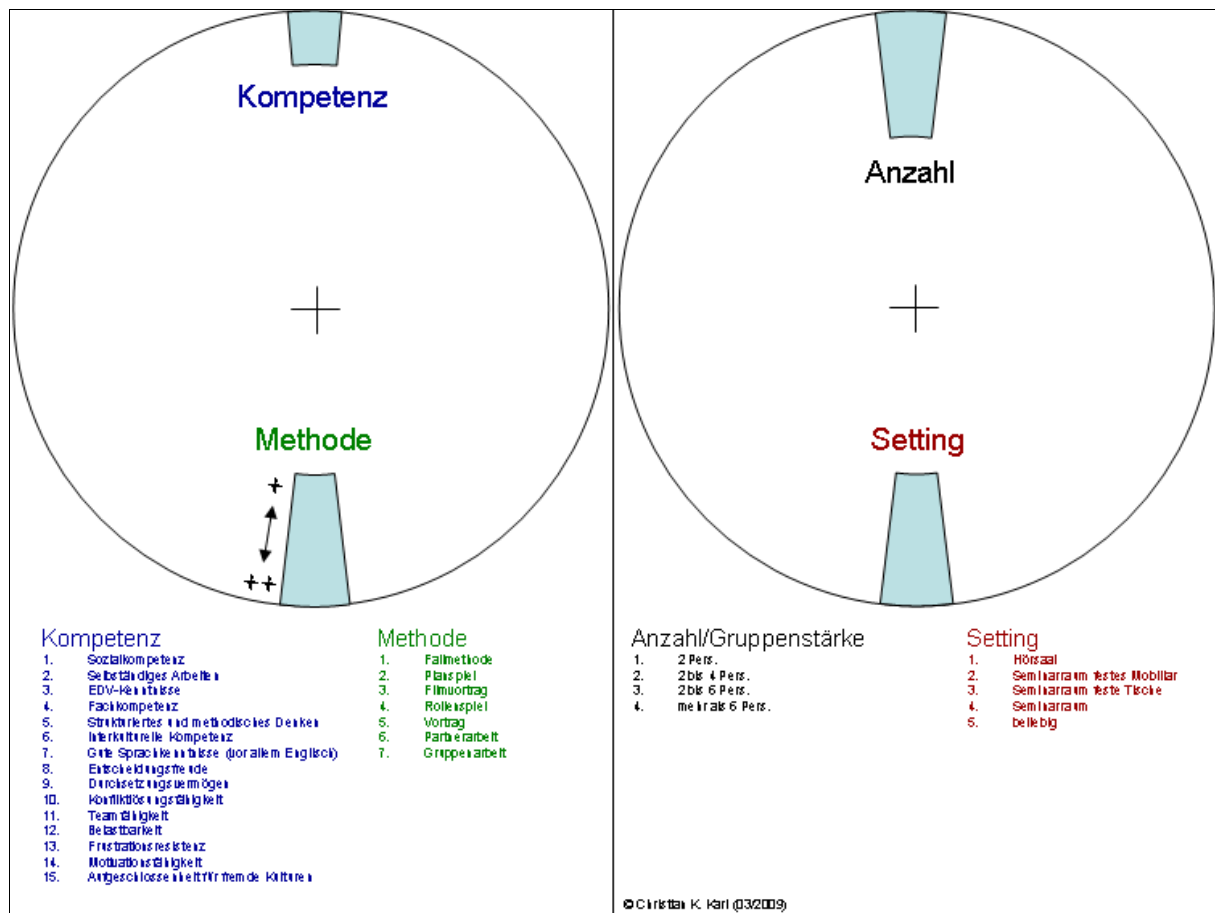 Kompetenz
Methode
+
++
Kompetenz
1. Sozialkompetenz
2. Selbständiges Arbeiten
3. EDV-Kenntnisse
4. Fachkompetenz
5. Strukturiertes und methodisches Denken
6. Interkulturelle Kompetenz
7. Gute Sprachkenntnisse (vor allem Englisch)
8. Entscheidungsfreude
9. Durchsetzungsvermögen
10. Konfliktlösungsfähigkeit
11. Teamfähigkeit
12. Belastbarkeit
13. Frustrationsresistenz
14. Motivationsfähigkeit
15. Aufgeschlossenheit für fremde Kulturen
Methode
1. Fallmethode
2. Planspiel
3. Filmvortrag
4. Rollenspiel
5. Vortrag
6. Partnerarbeit
7. Gruppenarbeit
Anzahl
Setting
Anzahl/Gruppenstärke
1. 2 Pers.
2. 2 bis 4 Pers.
3. 2 bis 6 Pers.
4. mehr als 6 Pers.
Setting
1. Hörsaal
2. Seminarraum festes Mobiliar
3. Seminarraum feste Tische
4. Seminarraum
5. beliebig
© Christian K. Karl (03/2009)